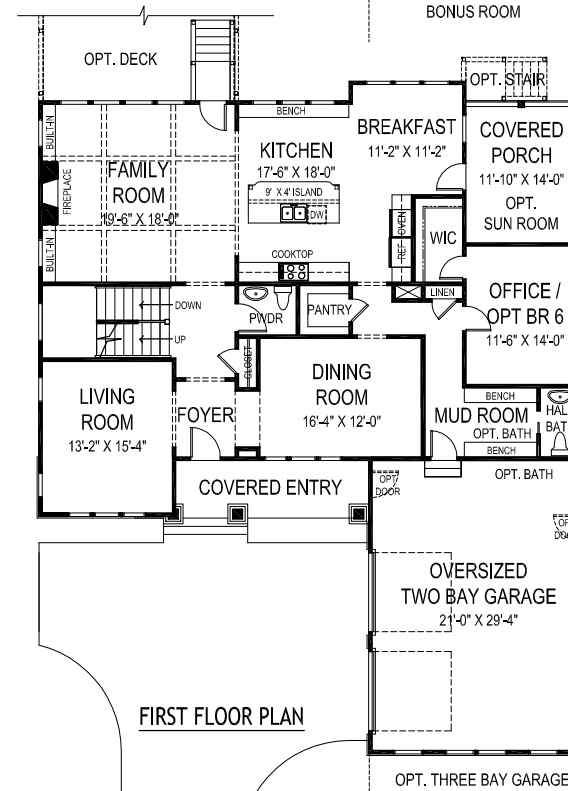 BONUS ROOM
OPT. DECK
OPT. STAIR
BENCH
BUILT-IN
FAMILY
ROOM
19'-6" X 18'-0"
FIREPLACE
BUILT-IN
KITCHEN
17'-6" X 18'-0"
9' X 4' ISLAND
DW
COOKTOP
BREAKFAST
11'-2" X 11'-2"
OVEN
REF
COVERED
PORCH
11'-10" X 14'-0"
OPT.
SUN ROOM
WIC
LINEN
OFFICE /
OPT BR 6
11'-6" X 14'-0"
DOWN
UP
PWDR
PANTRY
CLOSET
LIVING
ROOM
13'-2" X 15'-4"
FOYER
DINING
ROOM
16'-4" X 12'-0"
BENCH
MUD ROOM
OPT. BATH
BENCH
HAL
BAT
COVERED ENTRY
OPT
DOOR
OPT. BATH
OVERSIZED
TWO BAY GARAGE
21'-0" X 29'-4"
FIRST FLOOR PLAN
OPT. THREE BAY GARAGE